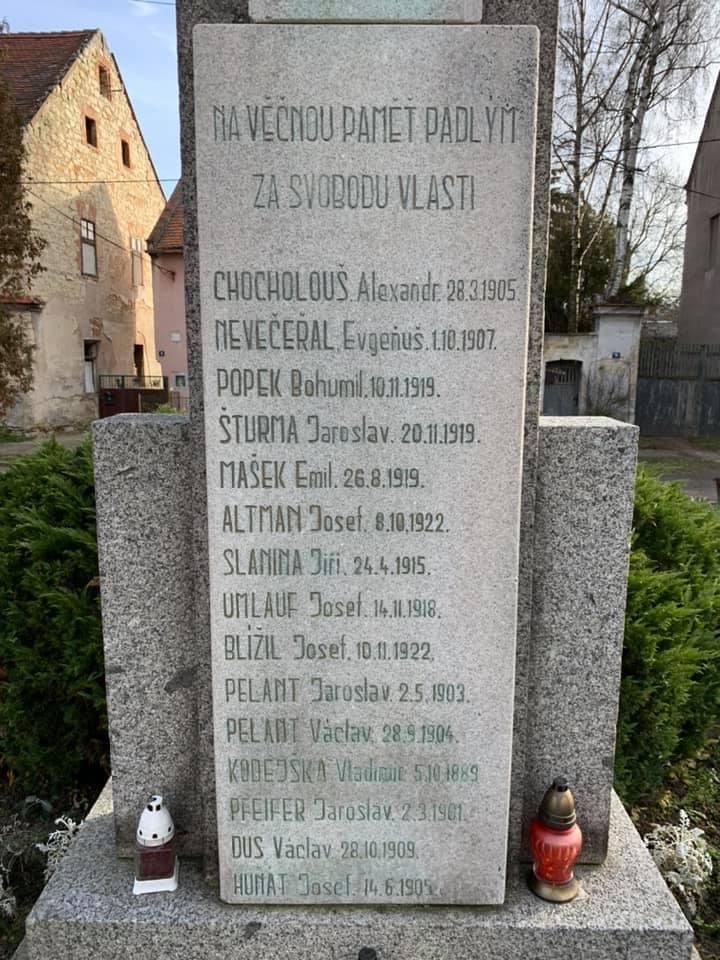 NA VĚČNOU PAMĚŤ PADLÝM
ZA SVOBODU VLASTI
CHOCHOLOUŠ Alexandr. 28.3.1905.
NEVEČEŘAL, Evgeňuš. 1.10.1907.
POPEK Bohumil. 10.11.1919.
ŠTURMA Jaroslav. 20.11.1919.
MAŠEK Emil. 26.8.1919.
ALTMAN Josef. 8.10.1922.
SLANINA Jiří. 24.4.1915.
UMLAUF Josef. 14.11.1918.
BLÍŽIL Josef. 10.11.1922.
PELANT Jaroslav. 2.5.1903.
PELANT Václav. 28.9.1904.
KODEJŠKA Vladimír 5.10.1889
PFEIFER Jaroslav. 2.3.1901.
DUS Václav. 28.10.1909.
HUNAT Josef. 14.6.1905.